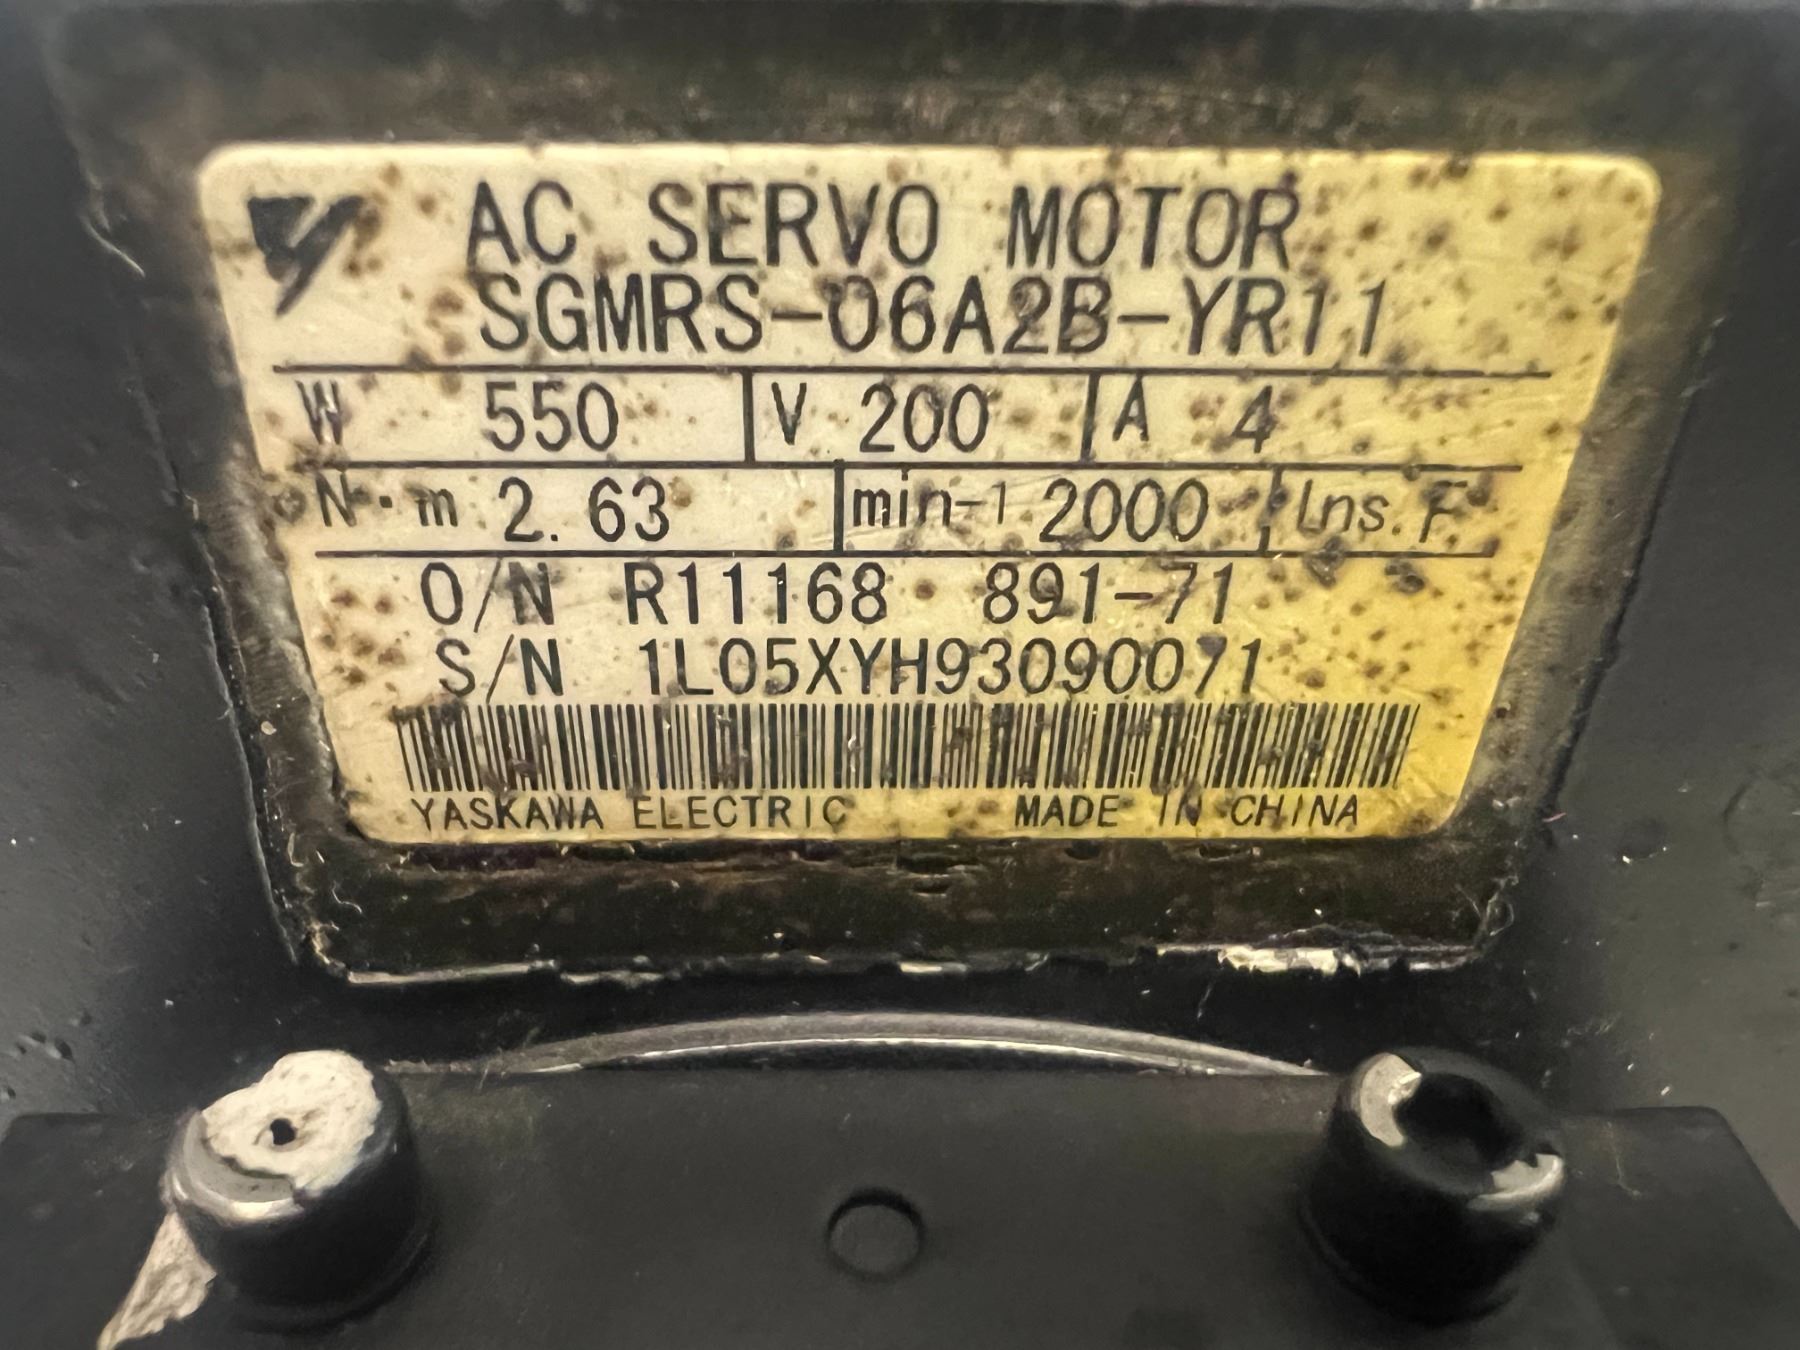 AC SERVO MOTOR
SGMRS-06A2B-YR11
W 550 V 200 A 4
N·m 2.63 min-1 2000 Ins. F
O/N R11168 891-71
S/N 1L05XYH93090071
YASKAWA ELECTRIC MADE IN CHINA